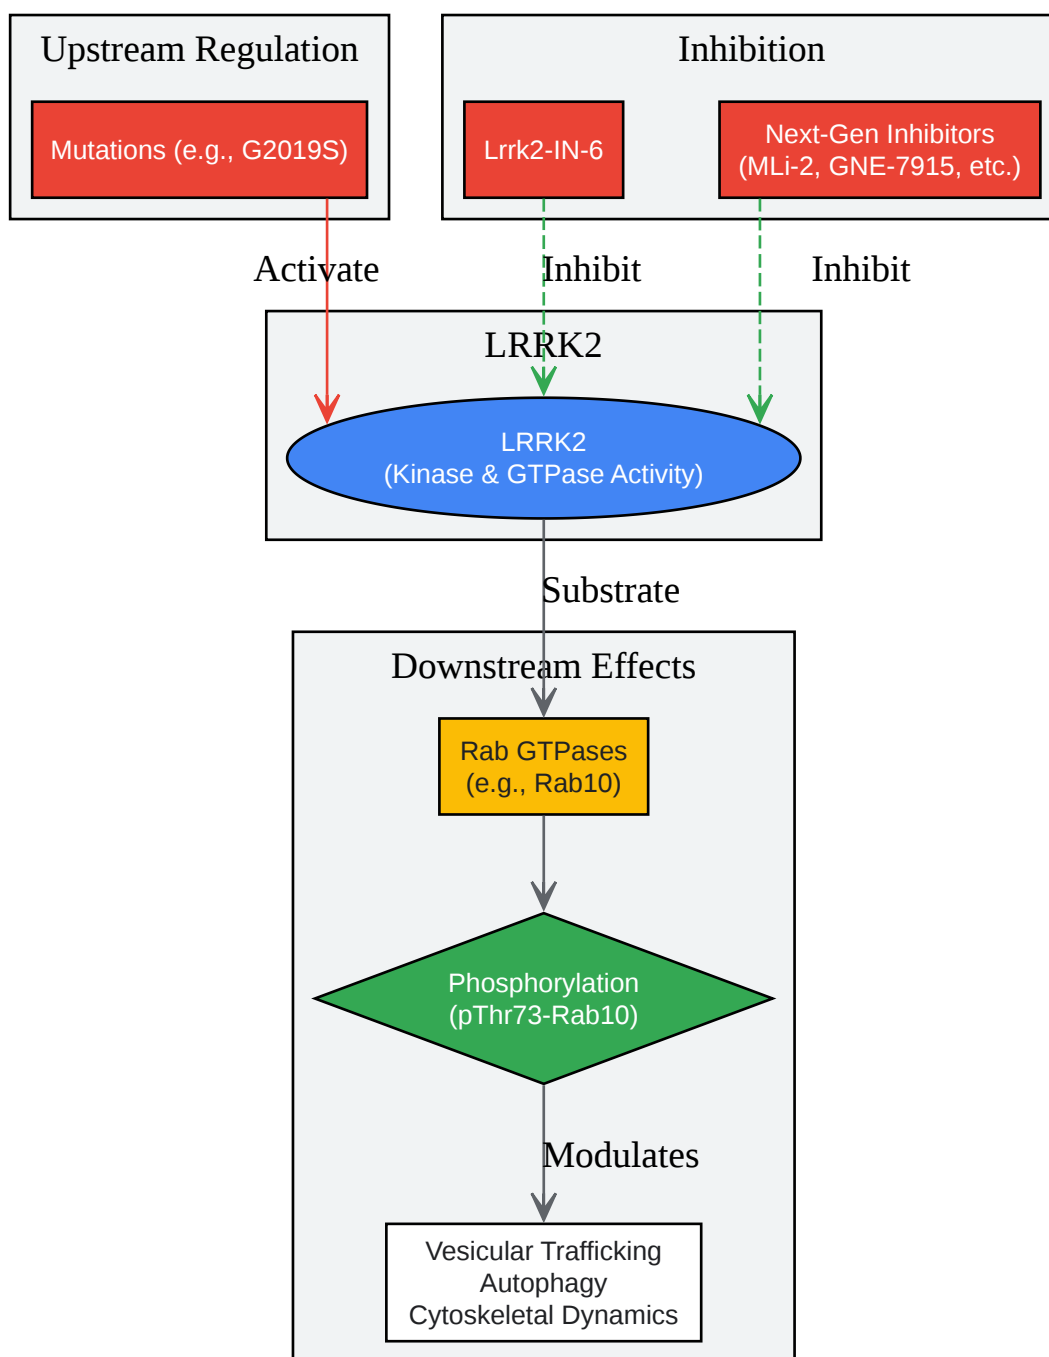 Upstream Regulation
Inhibition
Mutations (e.g., G2019S)
Lrrk2-IN-6
Next-Gen Inhibitors
(MLi-2, GNE-7915, etc.)
Activate
Inhibit
Inhibit
LRRK2
LRRK2
(Kinase & GTPase Activity)
Substrate
Downstream Effects
Rab GTPases
(e.g., Rab10)
Phosphorylation
(pThr73-Rab10)
Modulates
Vesicular Trafficking
Autophagy
Cytoskeletal Dynamics